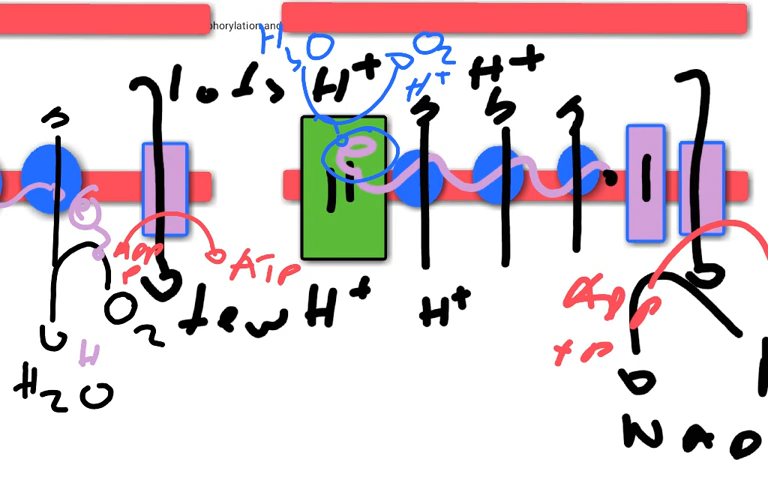 phorylation and
H2O O2
H+ H+
lots H+ H+
ADP
P
ATP
O2
few H+ H+
H
H2O
ADP
+ P
NAD